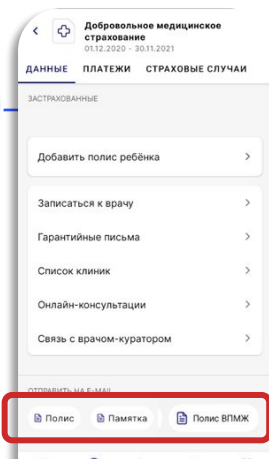 Добровольное медицинское
страхование
01.12.2020 - 30.11.2021
ДАННЫЕ ПЛАТЕЖИ СТРАХОВЫЕ СЛУЧАИ
ЗАСТРАХОВАННЫЕ
Добавить полис ребёнка
Записаться к врачу
Гарантийные письма
Список клиник
Онлайн-консультации
Связь с врачом-куратором
ОТПРАВИТЬ НА E-MAIL
Полис Памятка Полис ВПМЖ